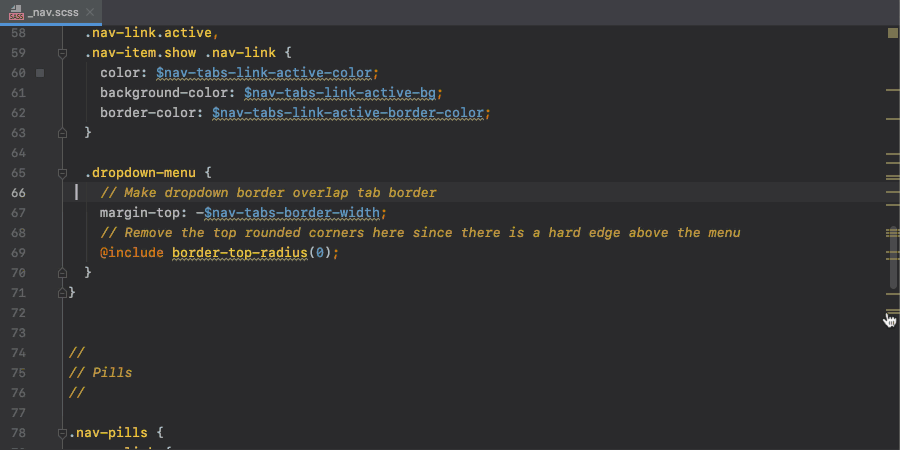 _nav.scss
58 .nav-link.active,
59 .nav-item.show .nav-link {
60 color: $nav-tabs-link-active-color;
61 background-color: $nav-tabs-link-active-bg;
62 border-color: $nav-tabs-link-active-border-color;
63 }
64
65 .dropdown-menu {
66 // Make dropdown border overlap tab border
67 margin-top: -$nav-tabs-border-width;
68 // Remove the top rounded corners here since there is a hard edge above the menu
69 @include border-top-radius(0);
70 }
71 }
72
73
74 //
75 // Pills
76 //
77
78 .nav-pills {